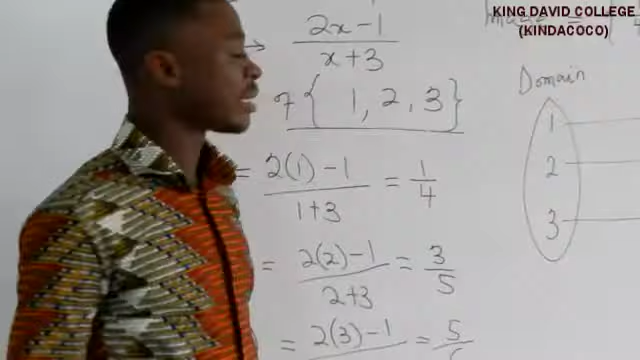 KING DAVID COLLEGE
(KINDACOCO)
→ 2x-1
x+3
{ 1, 2, 3 }
= 2(1) - 1 = 1
1+3 4
= 2(2) - 1 = 3
2+3 5
= 2(3) - 1 = 5
Domain
1
2
3